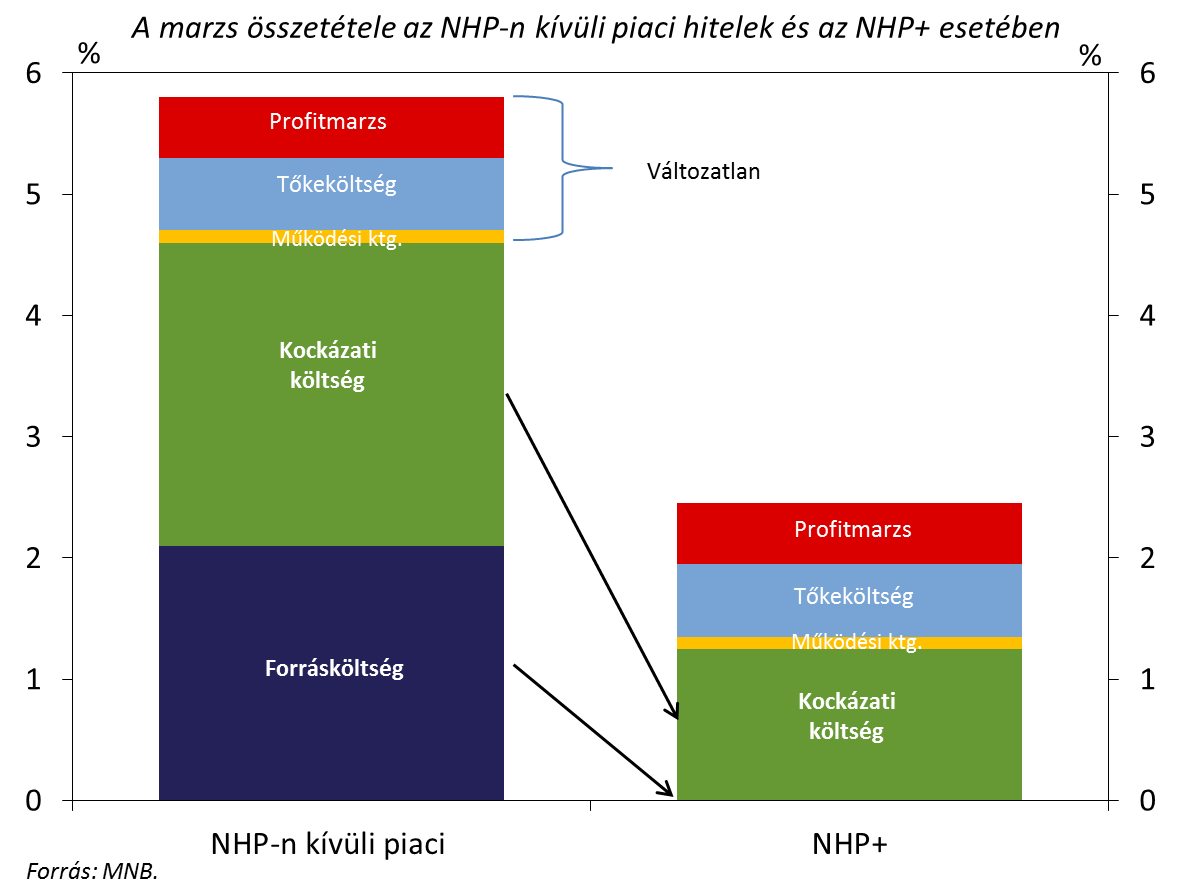 A marzs összetétele az NHP-n kívüli piaci hitelek és az NHP+ esetében
% %
6 6
Profitmarzs
Változatlan
Tőkeköltség
5 5
Működési ktg.
4 4
Kockázati
költség
3 3
Profitmarzs
2 2
Tőkeköltség
Működési ktg.
Forrásköltség
1 1
Kockázati
költség
0 0
NHP-n kívüli piaci NHP+
Forrás: MNB.